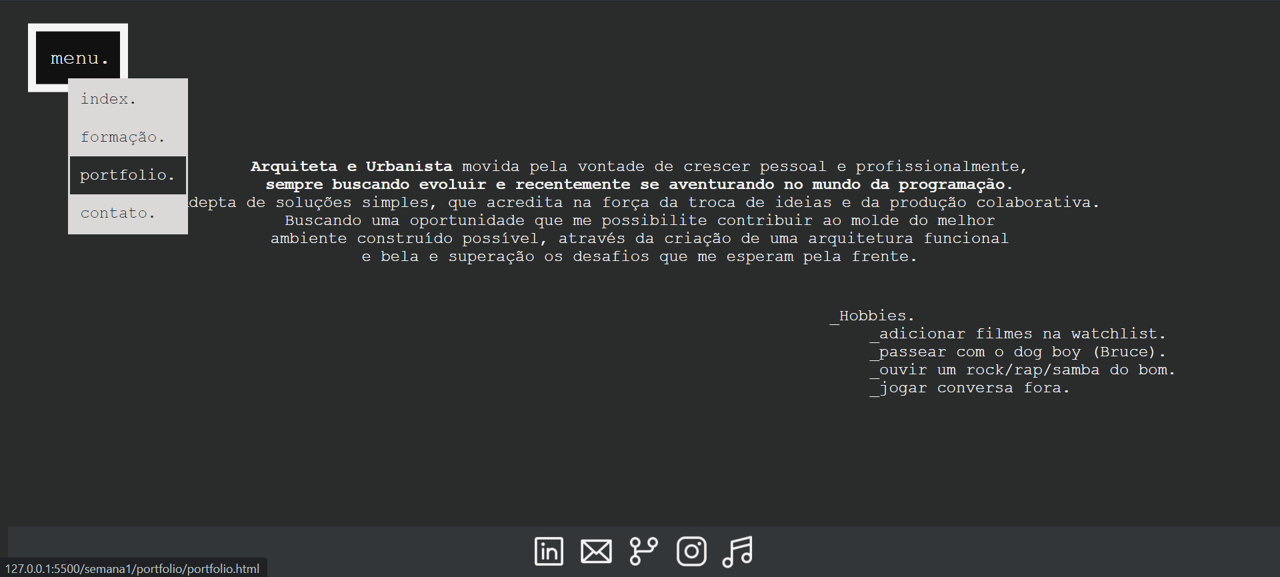 menu.
index.
formação.
portfolio.
contato.
Arquiteta e Urbanista movida pela vontade de crescer pessoal e profissionalmente,
sempre buscando evoluir e recentemente se aventurando no mundo da programação.
depta de soluções simples, que acredita na força da troca de ideias e da produção colaborativa.
Buscando uma oportunidade que me possibilite contribuir ao molde do melhor
ambiente construído possível, através da criação de uma arquitetura funcional
e bela e superação os desafios que me esperam pela frente.
_Hobbies.
_adicionar filmes na watchlist.
_passear com o dog boy (Bruce).
_ouvir um rock/rap/samba do bom.
_jogar conversa fora.
in
127.0.0.1:5500/semana1/portfolio/portfolio.html